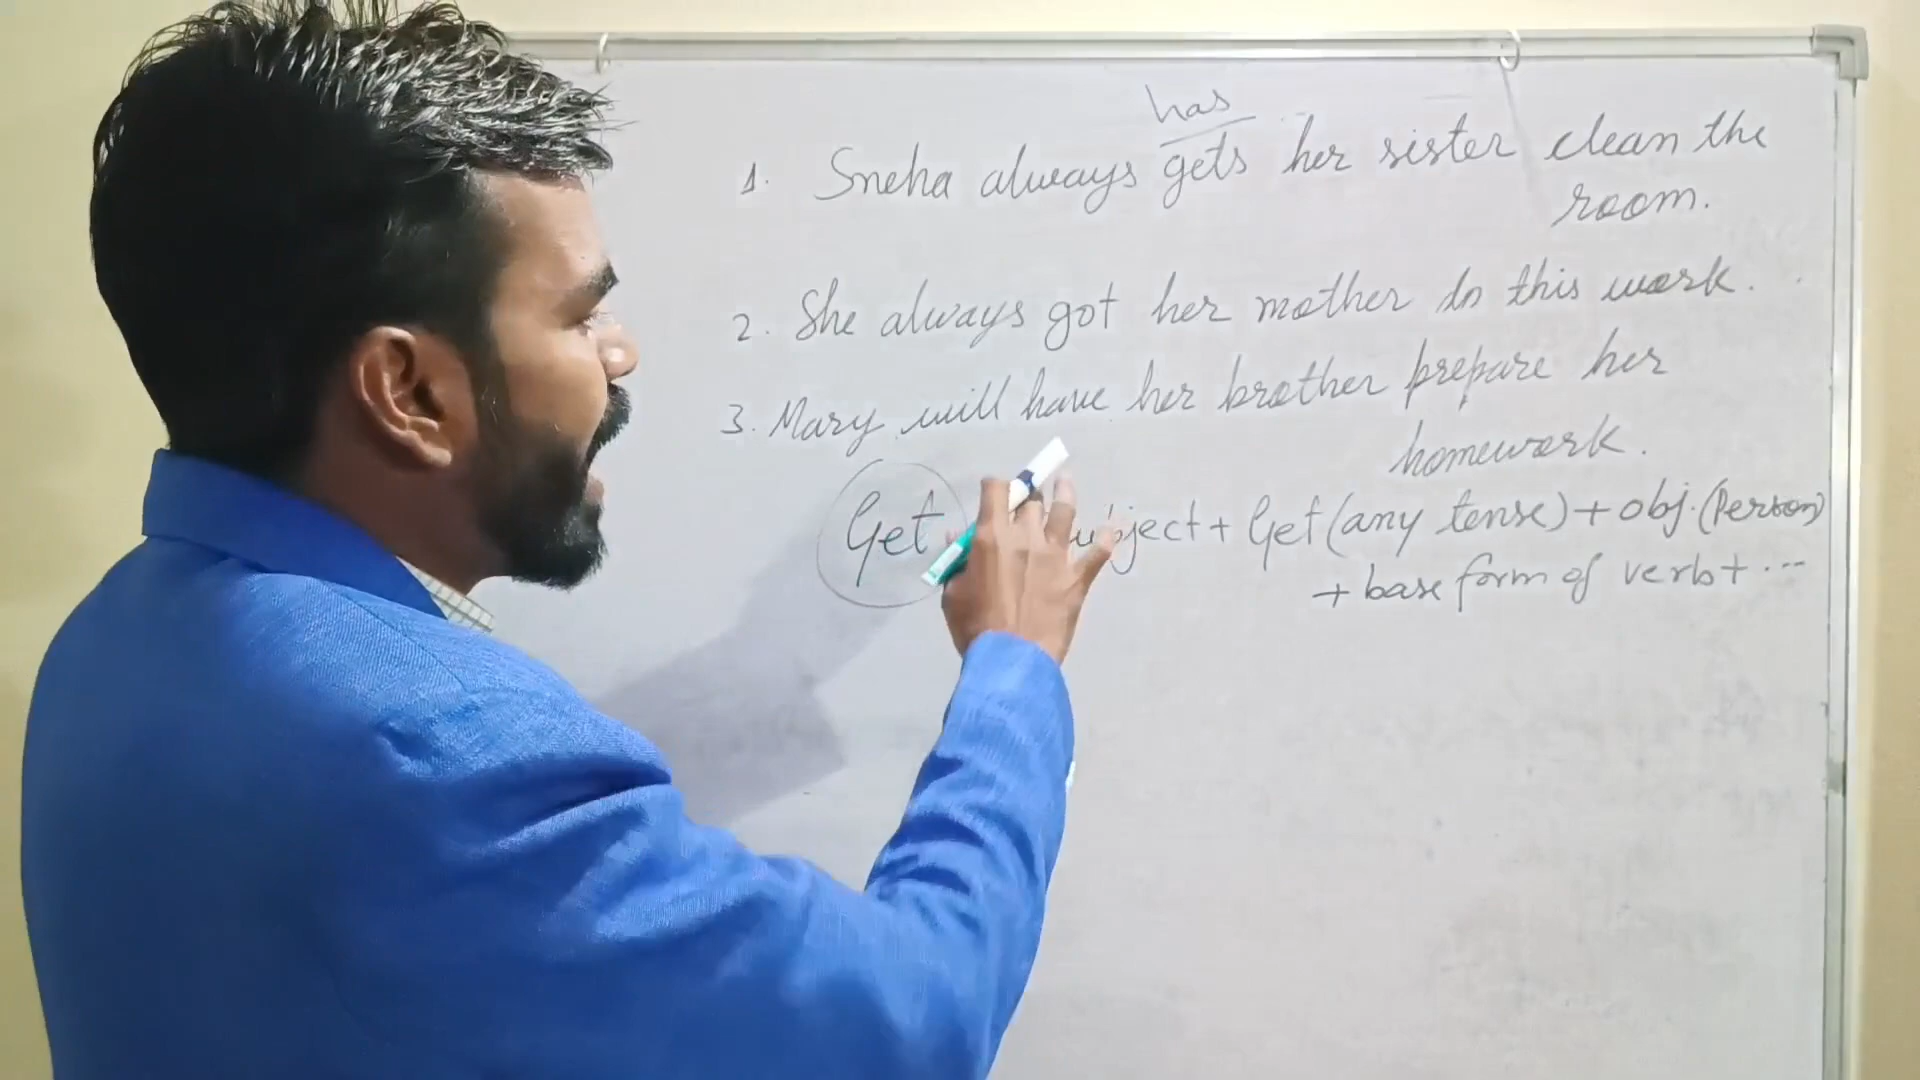 has
1. Sneha always gets her sister clean the
room.
2. She always got her mother do this work.
3. Mary will have her brother prepare her
homework.
Get + Get (any tense) + obj. (Person)
+ base form of verb + ...